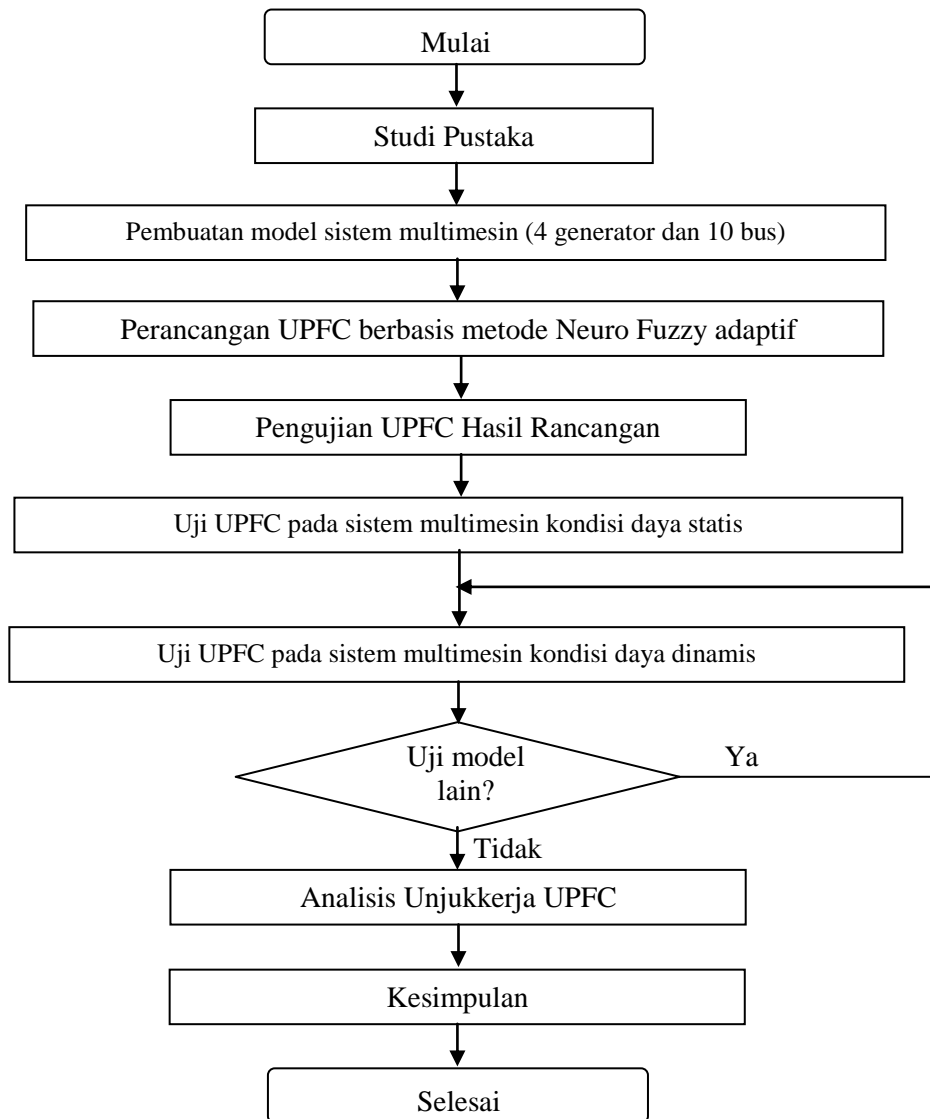 Mulai
Studi Pustaka
Pembuatan model sistem multimesin (4 generator dan 10 bus)
Perancangan UPFC berbasis metode Neuro Fuzzy adaptif
Pengujian UPFC Hasil Rancangan
Uji UPFC pada sistem multimesin kondisi daya statis
Uji UPFC pada sistem multimesin kondisi daya dinamis
Uji model
lain?
Ya
Tidak
Analisis Unjukkerja UPFC
Kesimpulan
Selesai